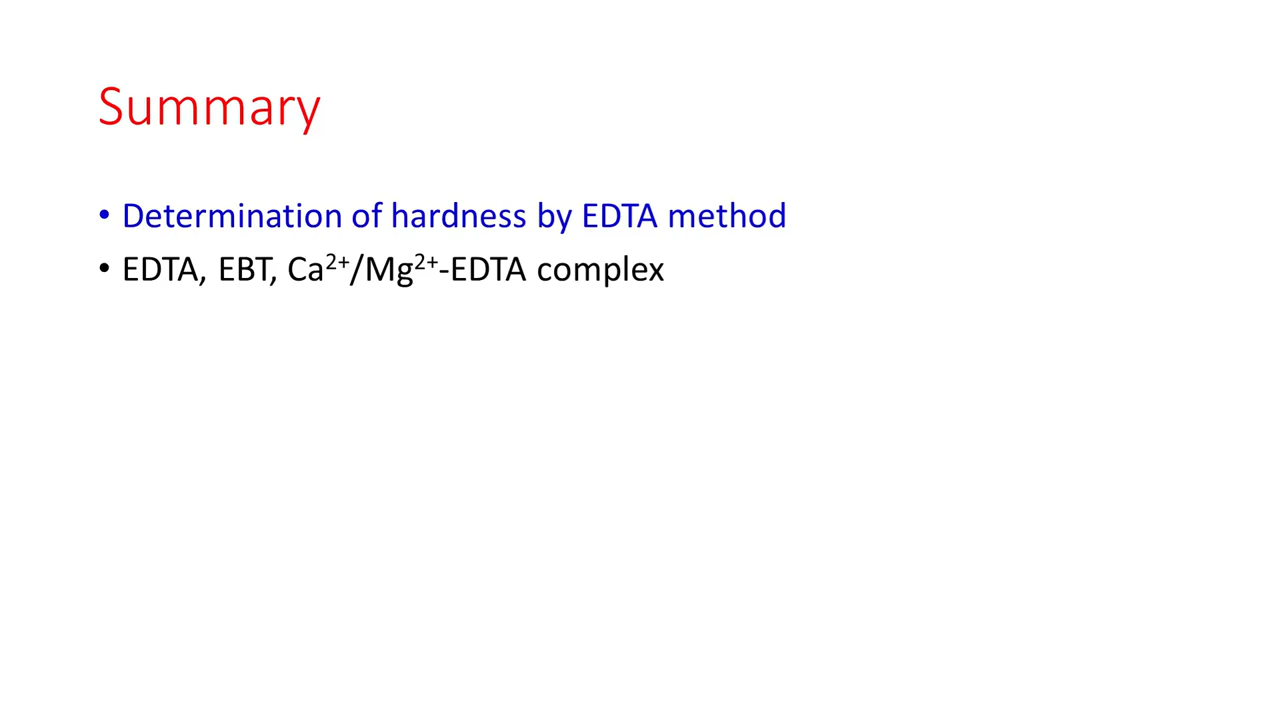 Summary
• Determination of hardness by EDTA method
• EDTA, EBT, Ca²⁺/Mg²⁺-EDTA complex